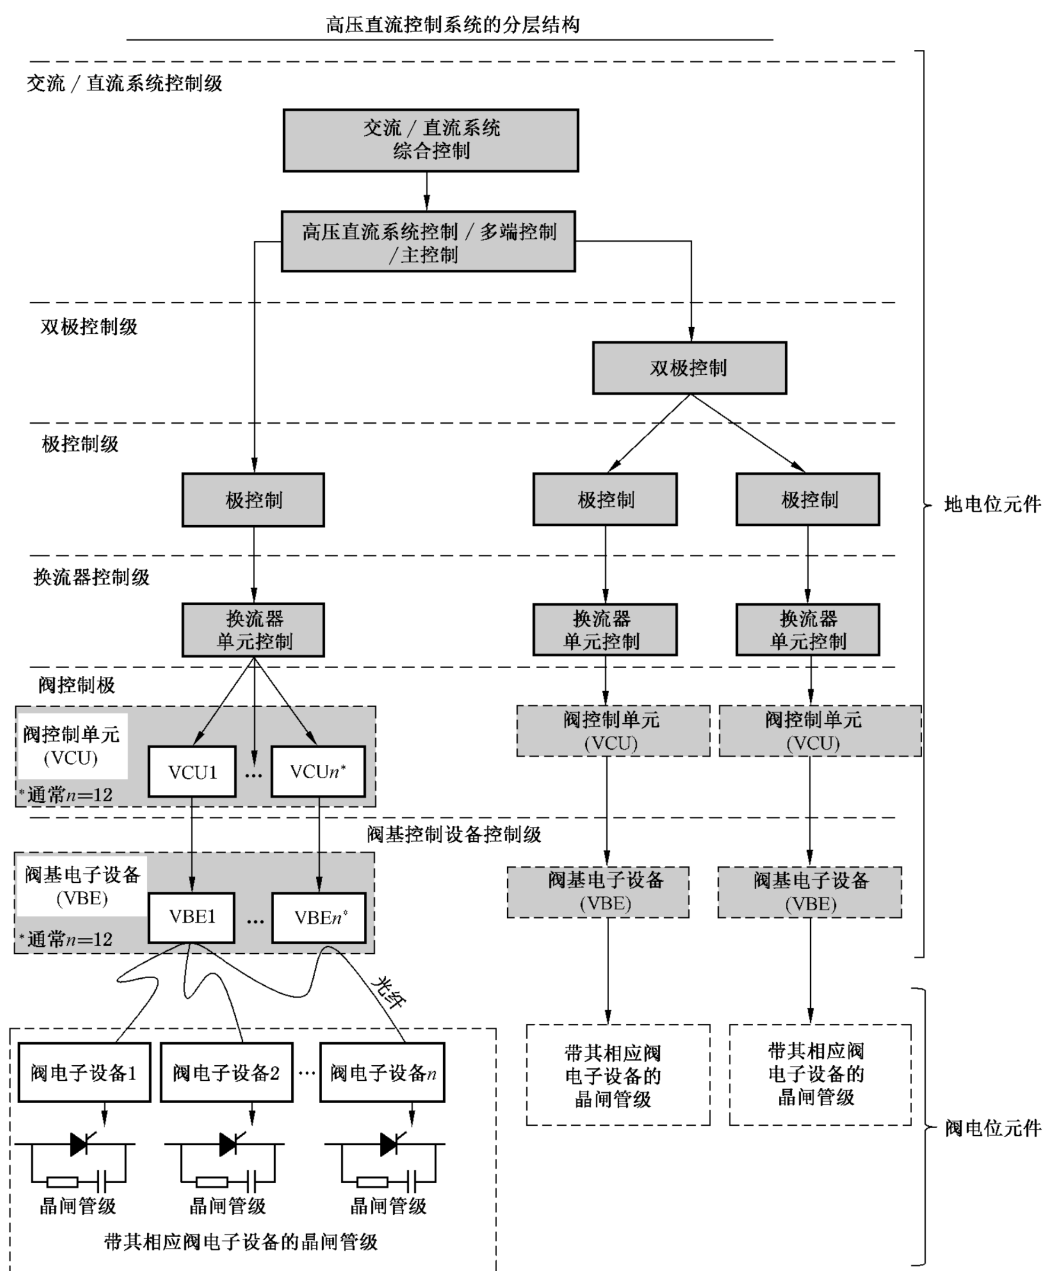 高压直流控制系统的分层结构
交流／直流系统控制级
交流／直流系统
综合控制
高压直流系统控制／多端控制
/主控制
双极控制级
双极控制
极控制级
极控制
极控制
极控制
地电位元件
换流器控制级
换流器
单元控制
换流器
单元控制
换流器
单元控制
阀控制极
阀控制单元
(VCU)
VCU1
…
VCUn*
*通常n=12
阀控制单元
(VCU)
阀控制单元
(VCU)
阀基控制设备控制级
阀基电子设备
(VBE)
VBE1
…
VBEn*
*通常n=12
阀基电子设备
(VBE)
阀基电子设备
(VBE)
光纤
阀电子设备1
阀电子设备2
…
阀电子设备n
带其相应阀
电子设备的
晶闸管级
带其相应阀
电子设备的
晶闸管级
阀电位元件
晶闸管级
晶闸管级
晶闸管级
带其相应阀电子设备的晶闸管级